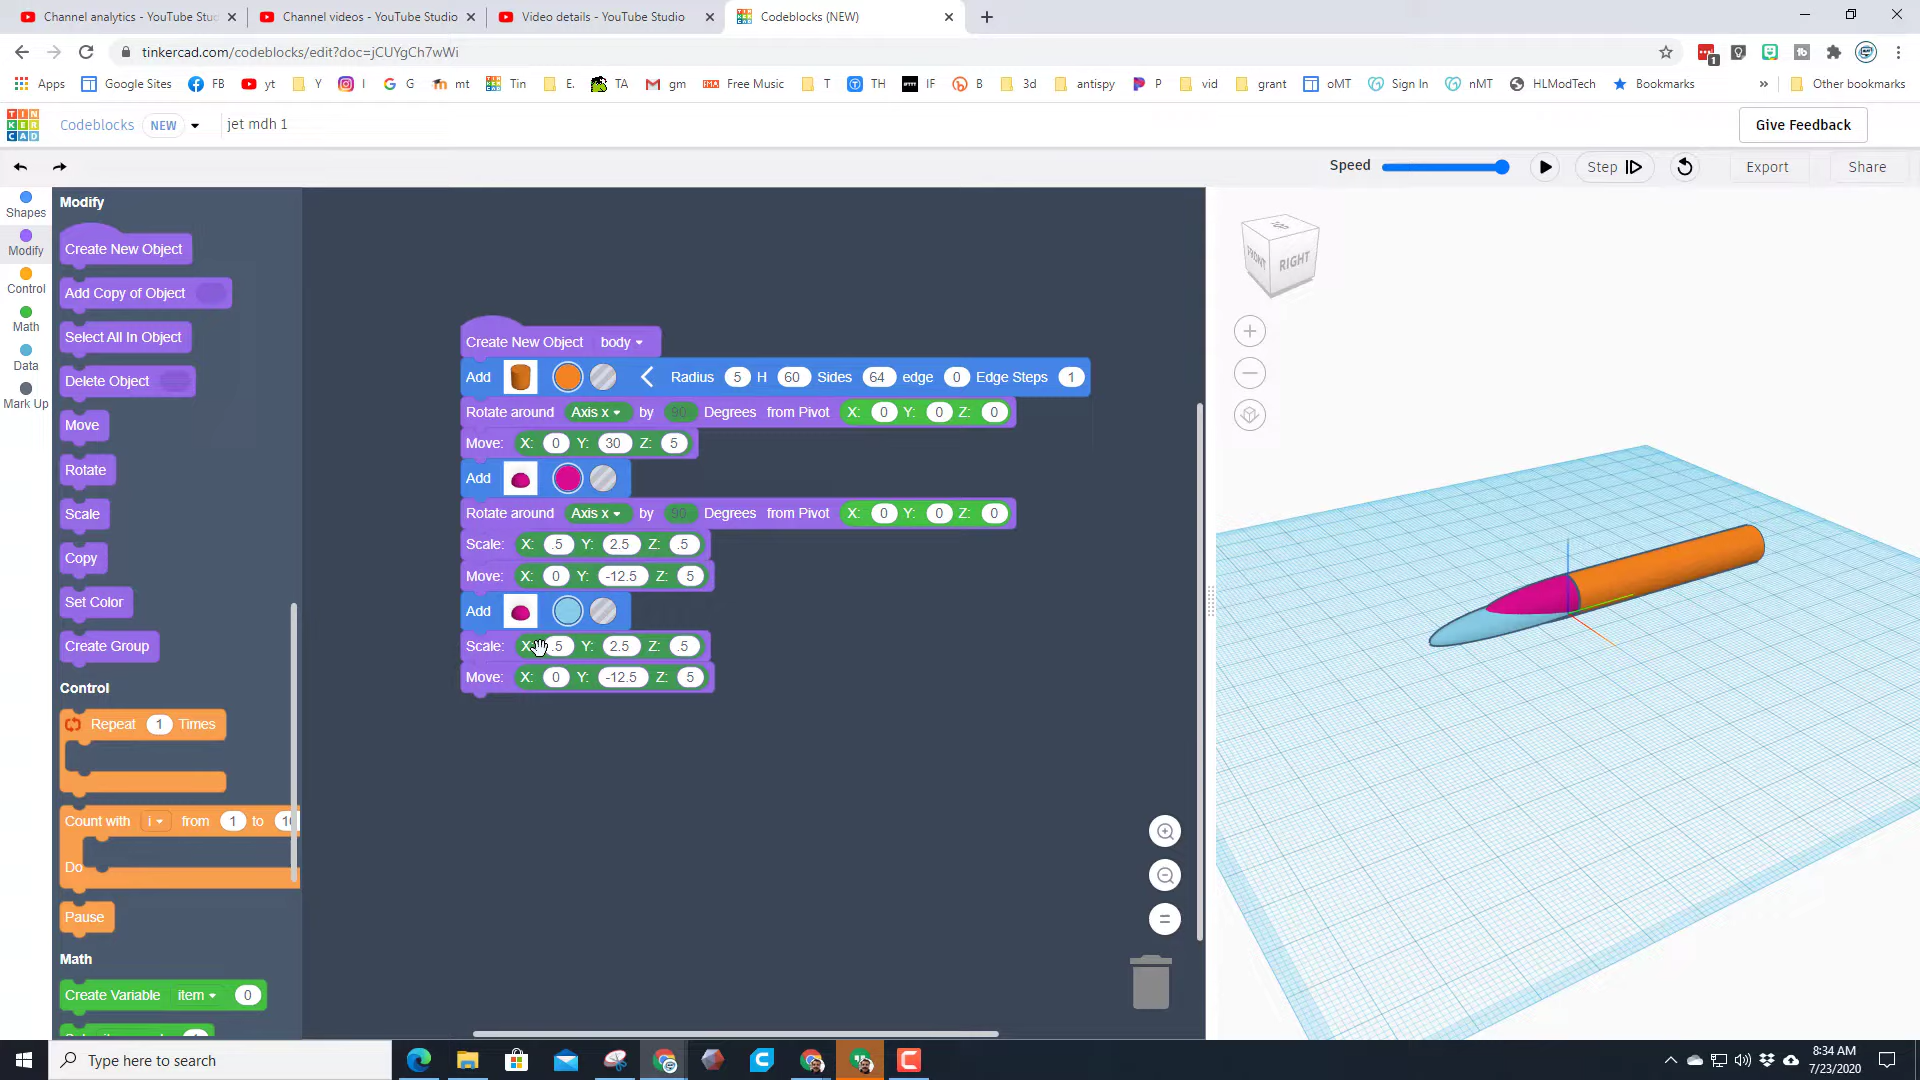 Channel analytics - YouTube Stu
Channel videos - YouTube Studio
Video details - YouTube Studio
Codeblocks (NEW)
tinkercad.com/codeblocks/edit?doc=jCUYgCh7wWi
1
Apps
Google Sites
FB
yt
Y
I
G
mt
Tin
E.
TA
gm
Free Music
T
TH
IF
B
3d
antispy
P
vid
grant
oMT
Sign In
nMT
HLModTech
Bookmarks
Other bookmarks
TIN
KER
CAD
Codeblocks
NEW
jet mdh 1
Give Feedback
Speed
Step
Export
Share
Shapes
Modify
Control
Math
Data
Mark Up
Modify
Create New Object
Add Copy of Object
Select All In Object
Delete Object
Move
Rotate
Scale
Copy
Set Color
Create Group
Control
Repeat 1 Times
Count with i from 1 to 10
Do
Pause
Math
Create Variable item 0
Create New Object body
Add Radius 5 H 60 Sides 64 edge 0 Edge Steps 1
Rotate around Axis x by 90 Degrees from Pivot X: 0 Y: 0 Z: 0
Move: X: 0 Y: 30 Z: 5
Add
Rotate around Axis x by 90 Degrees from Pivot X: 0 Y: 0 Z: 0
Scale: X: .5 Y: 2.5 Z: .5
Move: X: 0 Y: -12.5 Z: 5
Add
Scale: X: .5 Y: 2.5 Z: .5
Move: X: 0 Y: -12.5 Z: 5
TOP
FRONT
RIGHT
Type here to search
8:34 AM
7/23/2020